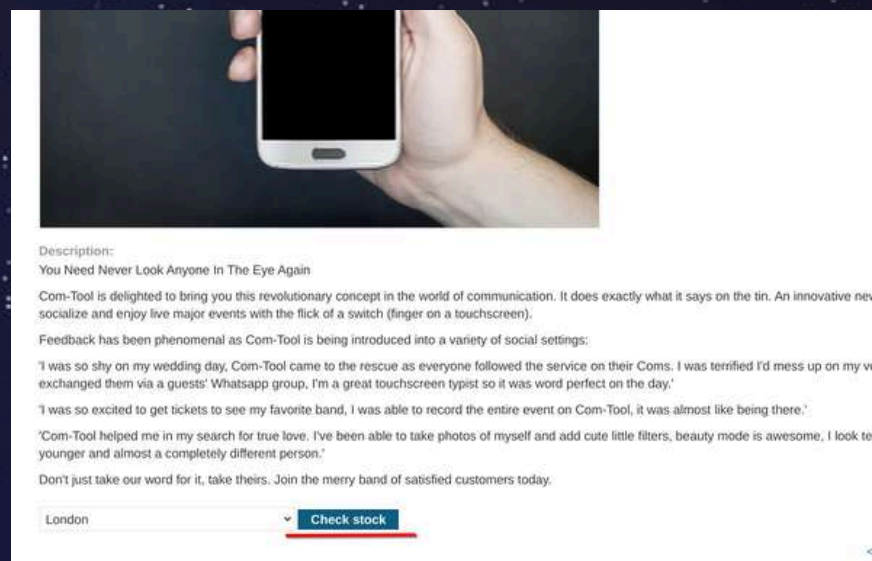 Description:
You Need Never Look Anyone In The Eye Again
Com-Tool is delighted to bring you this revolutionary concept in the world of communication. It does exactly what it says on the tin. An innovative
socialize and enjoy live major events with the flick of a switch (finger on a touchscreen).
Feedback has been phenomenal as Com-Tool is being introduced into a variety of social settings:
'I was so shy on my wedding day, Com-Tool came to the rescue as everyone followed the service on their Coms. I was terrified I'd mess up on my
exchanged them via a guests' Whatsapp group, I'm a great touchscreen typist so it was word perfect on the day.'
'I was so excited to get tickets to see my favorite band, I was able to record the entire event on Com-Tool, it was almost like being there.'
'Com-Tool helped me in my search for true love. I've been able to take photos of myself and add cute little filters, beauty mode is awesome, I look
younger and almost a completely different person.'
Don't just take our word for it, take theirs. Join the merry band of satisfied customers today.
London Check stock